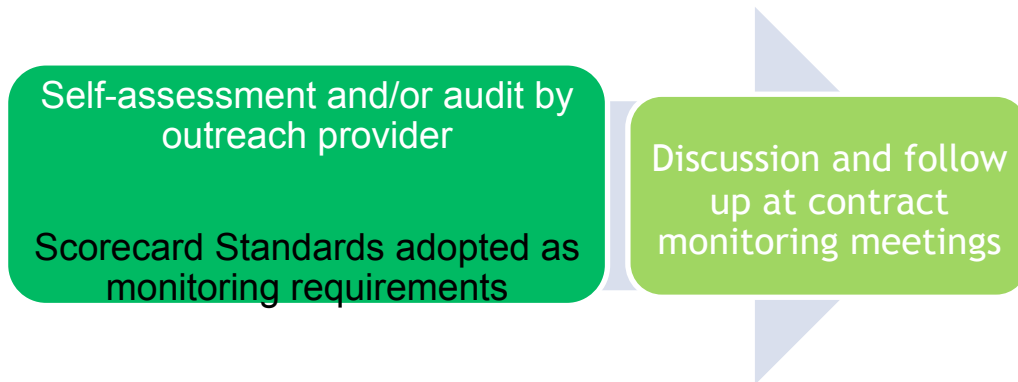 Self-assessment and/or audit by
outreach provider
Scorecard Standards adopted as
monitoring requirements
Discussion and follow
up at contract
monitoring meetings